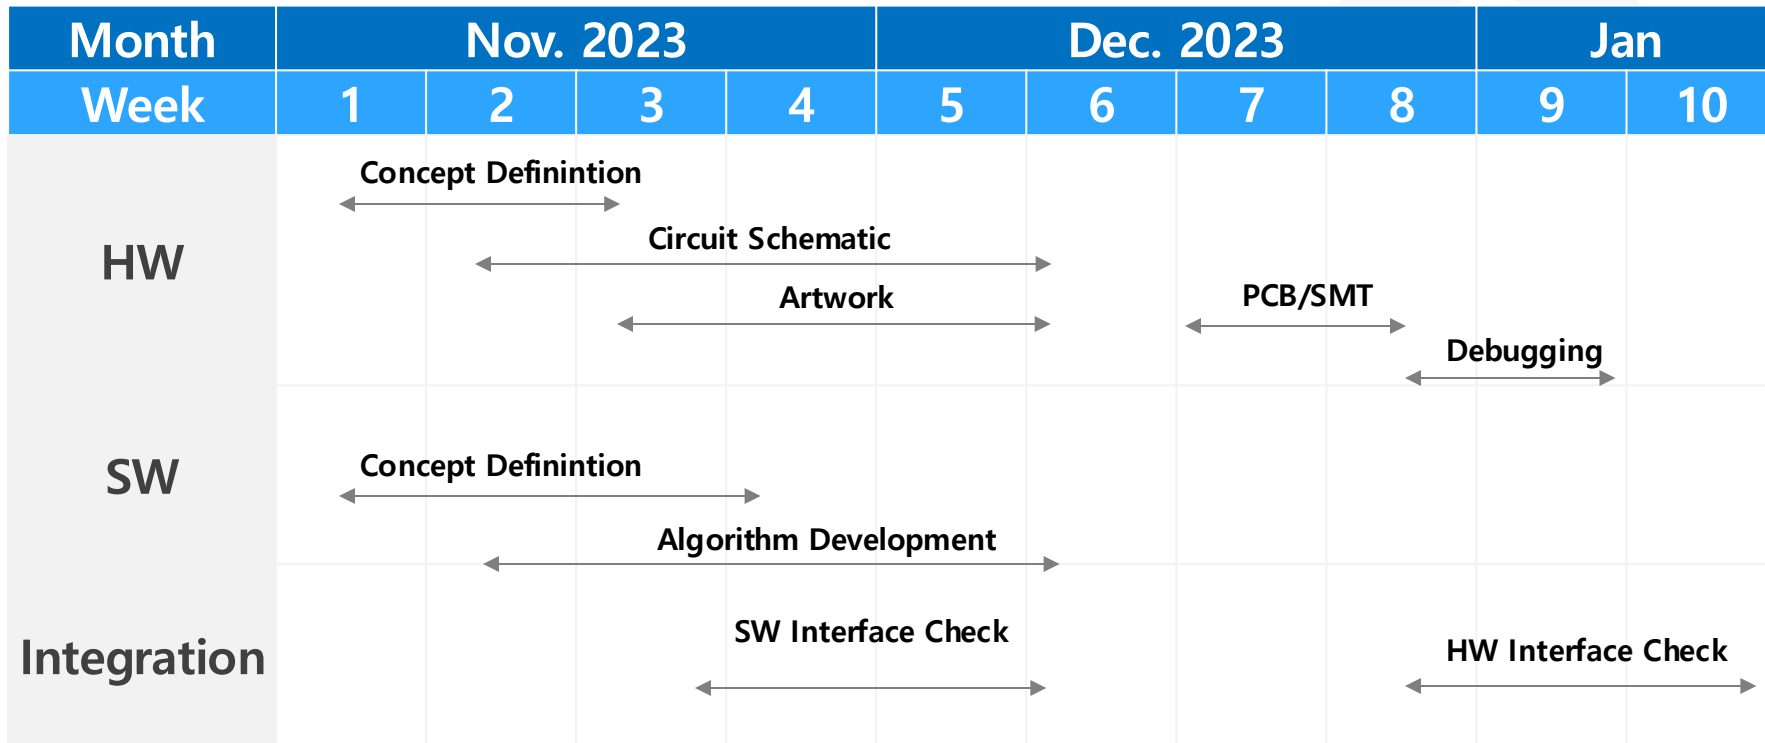 Month Nov. 2023 Dec. 2023 Jan
Week 1 2 3 4 5 6 7 8 9 10
HW
Concept Definintion
Circuit Schematic
Artwork
PCB/SMT
Debugging
SW
Concept Definintion
Algorithm Development
Integration
SW Interface Check
HW Interface Check